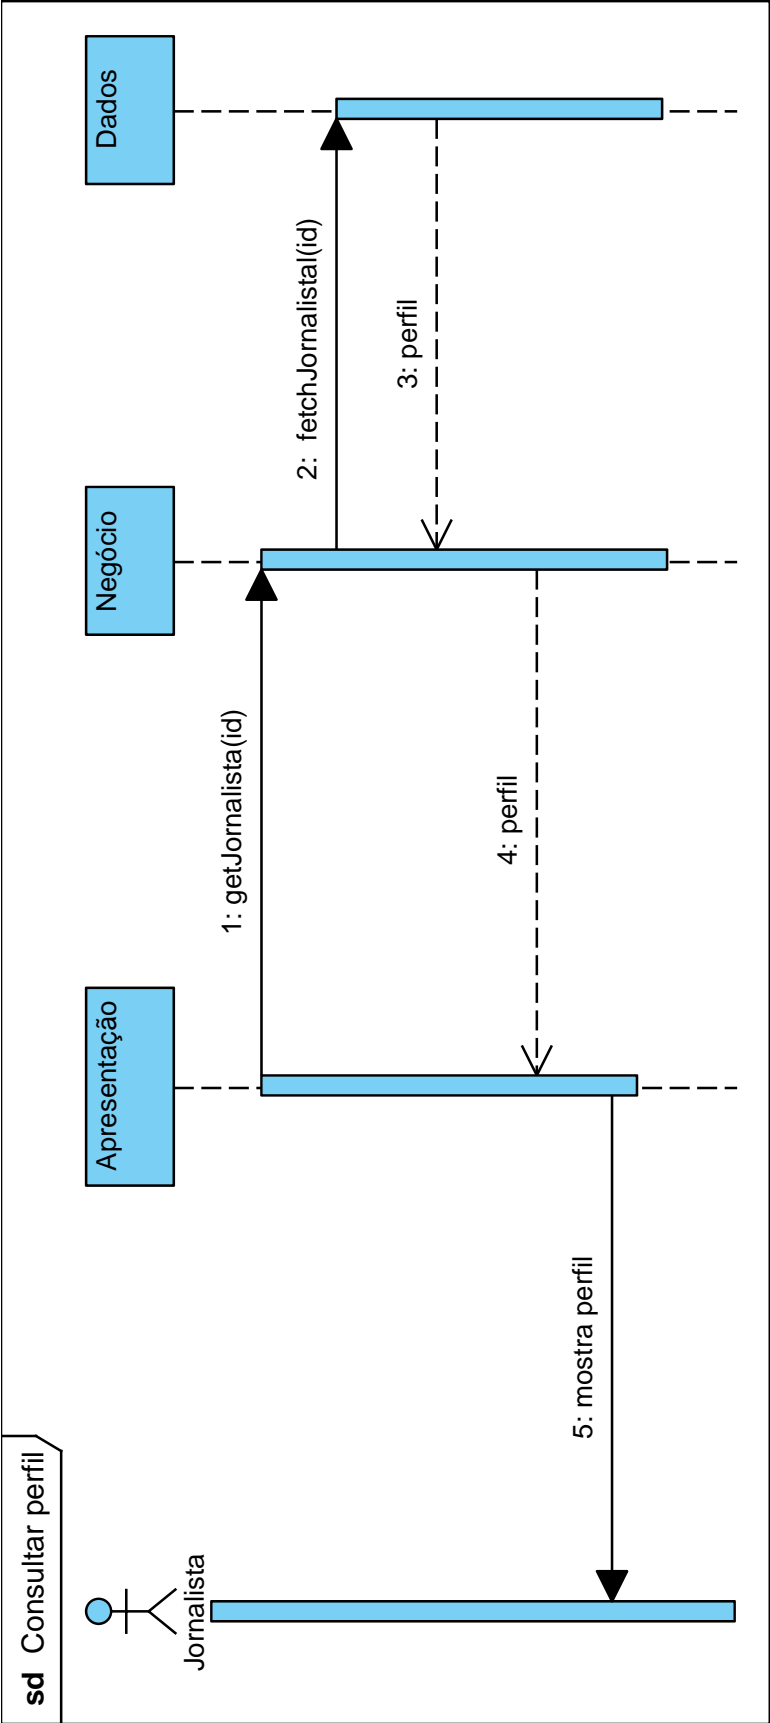 sd Consultar perfil
Jornalista
Apresentação
Negócio
Dados
1: getJornalista(id)
2: fetchJornalistaI(id)
3: perfil
4: perfil
5: mostra perfil